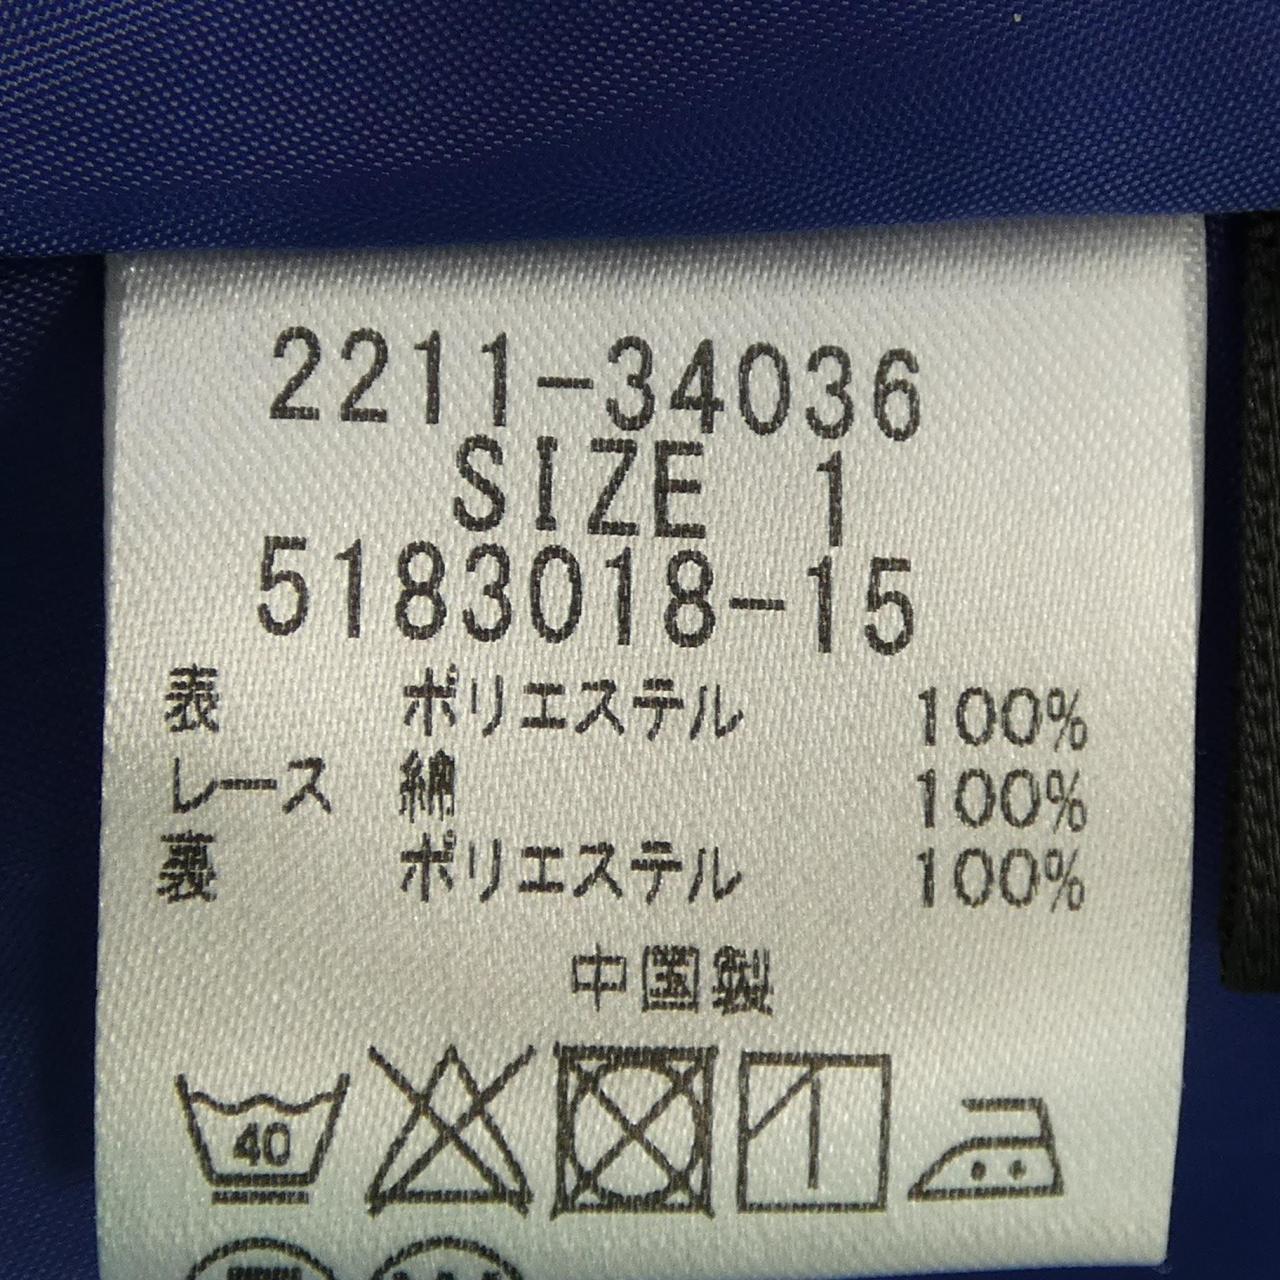 2211-34036
SIZE 1
5183018-15
表 ポリエステル 100%
レース 綿 100%
裏 ポリエステル 100%
中国製
40